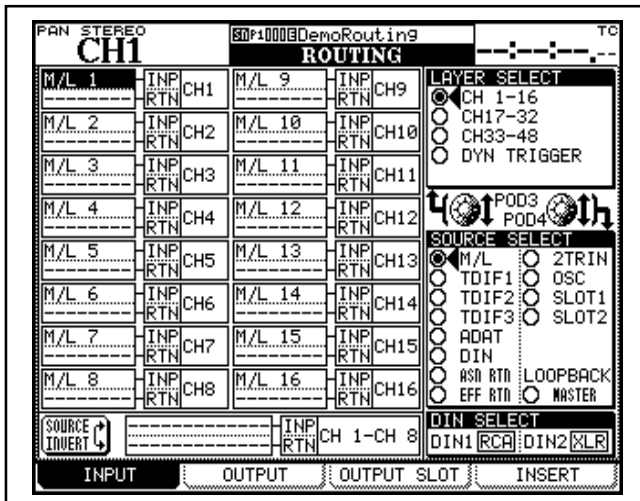 PAN STEREO
CH1
SD P1 0008 DemoRouting
ROUTING
TC
--:--:--.--
M/L 1 INP RTN CH1
M/L 2 INP RTN CH2
M/L 3 INP RTN CH3
M/L 4 INP RTN CH4
M/L 5 INP RTN CH5
M/L 6 INP RTN CH6
M/L 7 INP RTN CH7
M/L 8 INP RTN CH8
M/L 9 INP RTN CH9
M/L 10 INP RTN CH10
M/L 11 INP RTN CH11
M/L 12 INP RTN CH12
M/L 13 INP RTN CH13
M/L 14 INP RTN CH14
M/L 15 INP RTN CH15
M/L 16 INP RTN CH16
LAYER SELECT
CH 1-16
CH17-32
CH33-48
DYN TRIGGER
POD3
POD4
SOURCE SELECT
M/L 2TRIN
TDIF1 OSC
TDIF2 SLOT1
TDIF3 SLOT2
ADAT
DIN
ASN RTN LOOPBACK
EFF RTN MASTER
SOURCE INVERT
INP RTN CH 1-CH 8
DIN SELECT
DIN1 RCA DIN2 XLR
INPUT OUTPUT OUTPUT SLOT INSERT